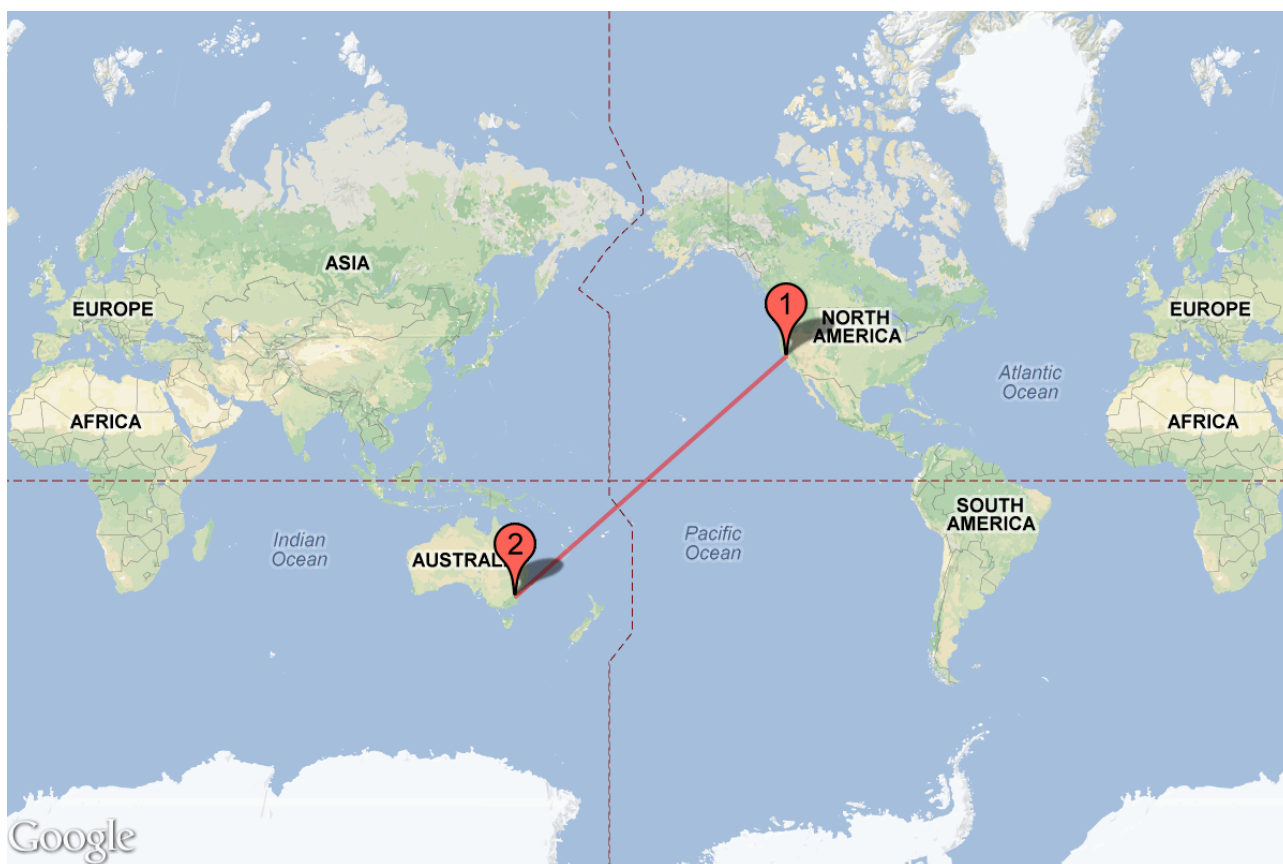 ASIA
EUROPE
1
NORTH
AMERICA
EUROPE
Atlantic
Ocean
AFRICA
AFRICA
SOUTH
AMERICA
Indian
Ocean
2
AUSTRAL
Pacific
Ocean
Google